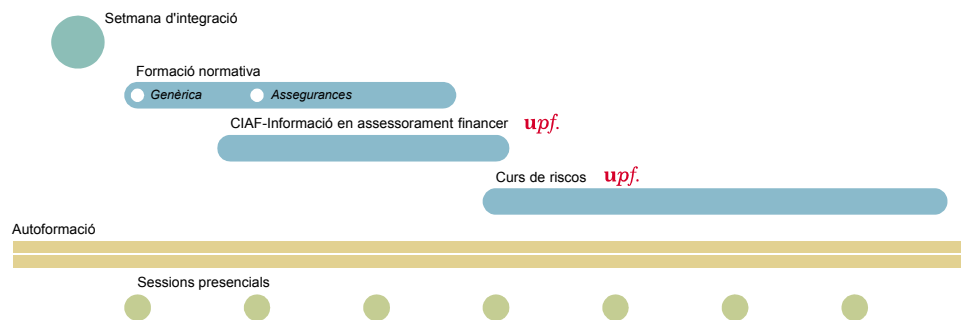 Setmana d'integració
Formació normativa
Genèrica Assegurances
CIAF-Informació en assessorament financer upf.
Curs de riscos upf.
Autoformació
Sessions presencials